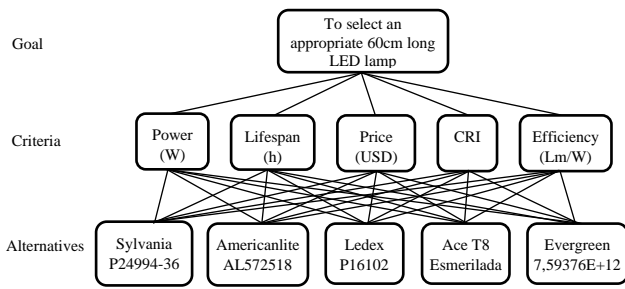 Goal
To select an
appropriate 60cm long
LED lamp
Criteria
Power
(W)
Lifespan
(h)
Price
(USD)
CRI
Efficiency
(Lm/W)
Alternatives
Sylvania
P24994-36
Americanlite
AL572518
Ledex
P16102
Ace T8
Esmerilada
Evergreen
7,59376E+12